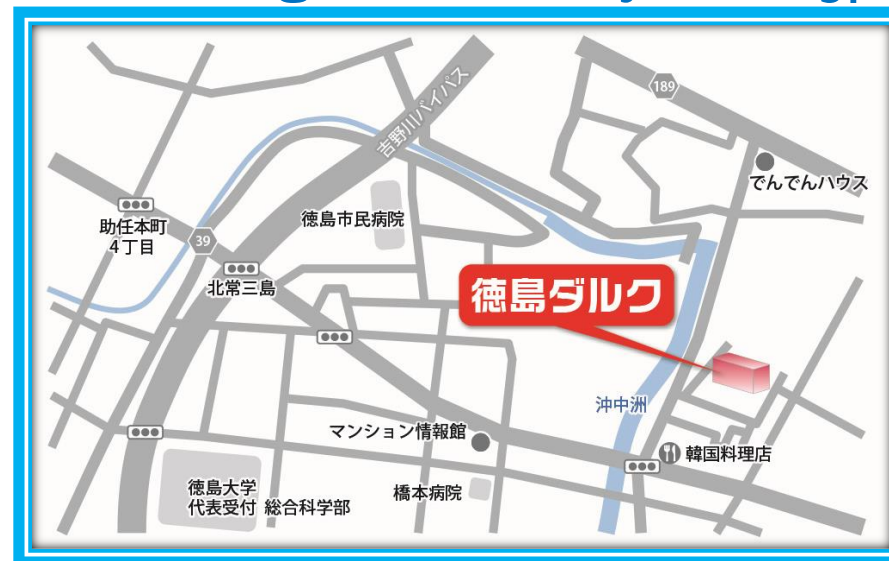 吉野川バイパス
189
でんでんハウス
助任本町
4丁目
39
徳島市民病院
北常三島
徳島ダルク
沖中洲
マンション情報館
韓国料理店
橋本病院
徳島大学
代表受付 総合科学部